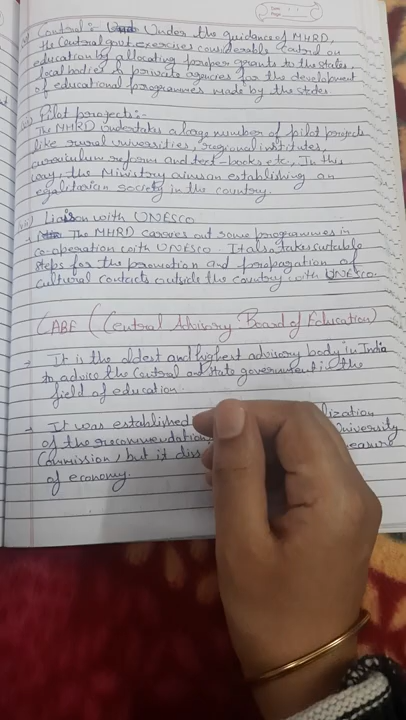 Control :- Under the guidance of MHRD,
the Central govt. exercises considerable control on
education by allocating proper grants to the states,
local bodies & private agencies for the development
of educational programmes made by the states
Pilot projects:-
The MHRD undertakes a large number of pilot projects
like rural universities, regional institutes,
curriculum reform and text-books etc., In this
way, the Ministry aims on establishing an
egalitarian society in the country.
Liaison with UNESCO
The MHRD carries out some programmes in
co-operation with UNESCO. It also takes suitable
steps for the promotion and propagation of
cultural contacts outside the country with UNESCO.
CABE (Central Advisory Board of Education)
→ It is the oldest and highest advisory body in India
to advice the Central and State government in the
field of education.
→ It was established lization
of the recommendation University
Commission, but it diss easure
of economy.